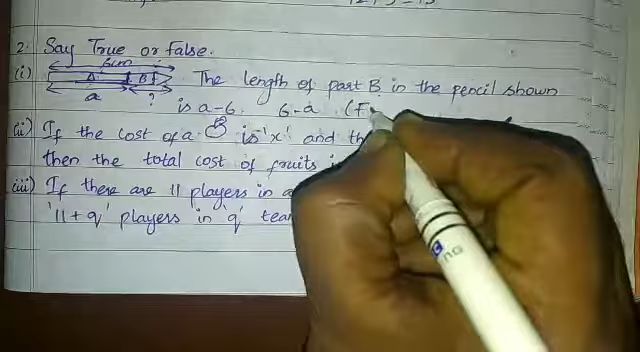 2. Say True or false.
6cm
(i) A B The length of part B in the pencil shown
a ? is a-6. 6-a (F
(ii) If the cost of a is 'x' and th
then the total cost of fruits i
(iii) If there are 11 players in a
'11+q' players in 'q' tea